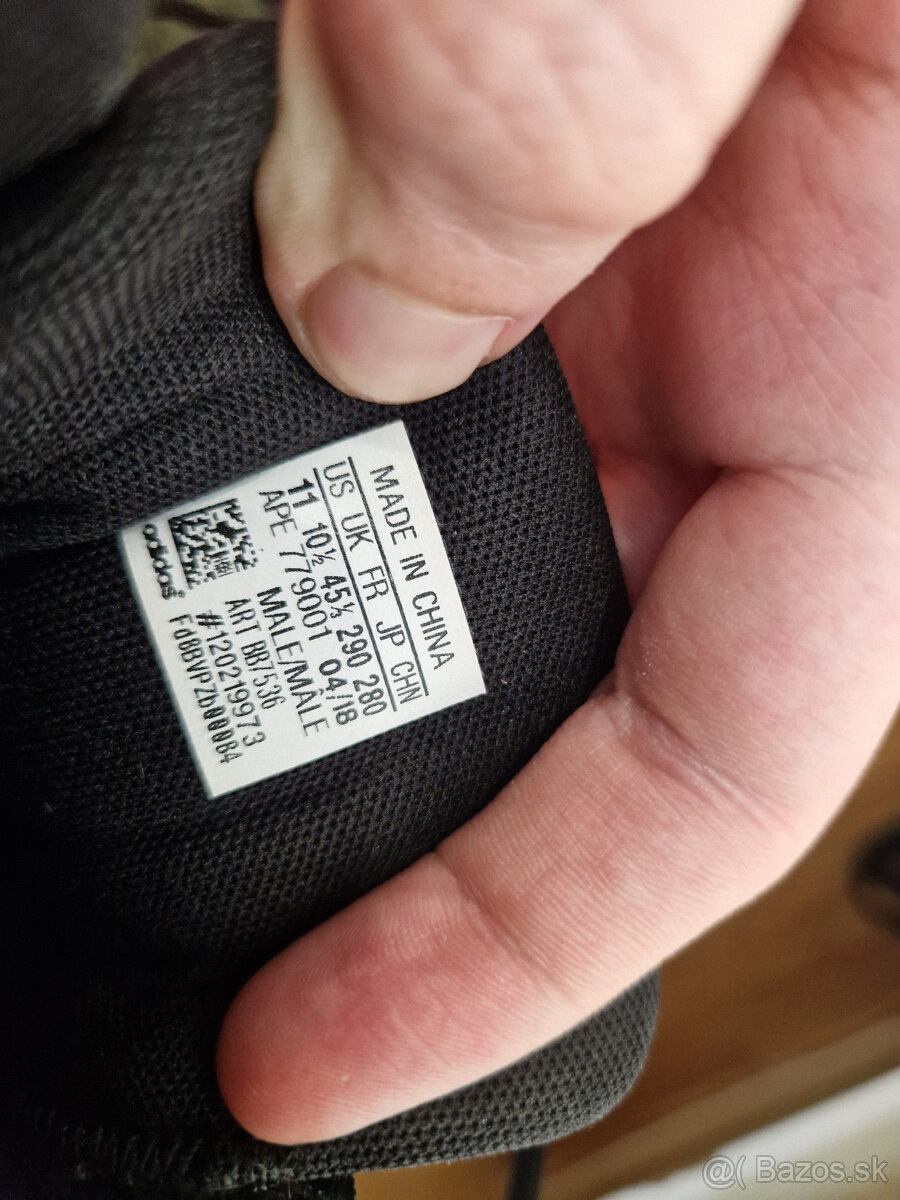 MADE IN CHINA
US UK FR JP CHN
11 10½ 45⅓ 290 280
APE 779001 04/18
MALE/MÂLE
ART BB7536
#120219973
adidas
@( Bazos.sk